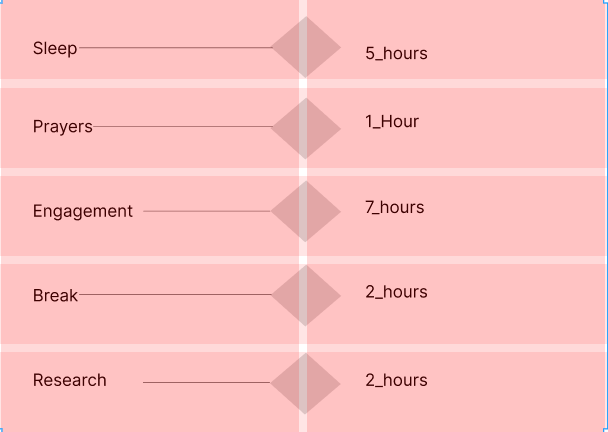 Sleep 5_hours
Prayers 1_Hour
Engagement 7_hours
Break 2_hours
Research 2_hours